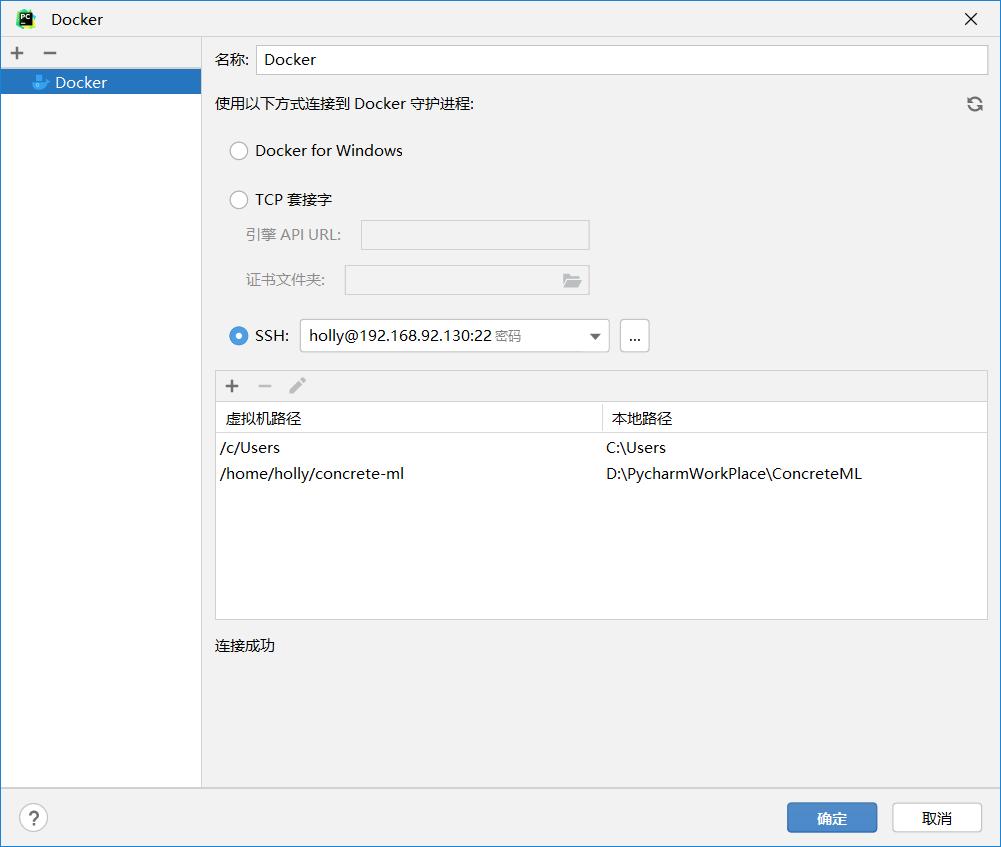 Docker
Docker
名称: Docker
使用以下方式连接到 Docker 守护进程:
Docker for Windows
TCP 套接字
引擎 API URL:
证书文件夹:
SSH: holly@192.168.92.130:22 密码 ...
虚拟机路径 本地路径
/c/Users C:\Users
/home/holly/concrete-ml D:\PycharmWorkPlace\ConcreteML
连接成功
? 确定 取消